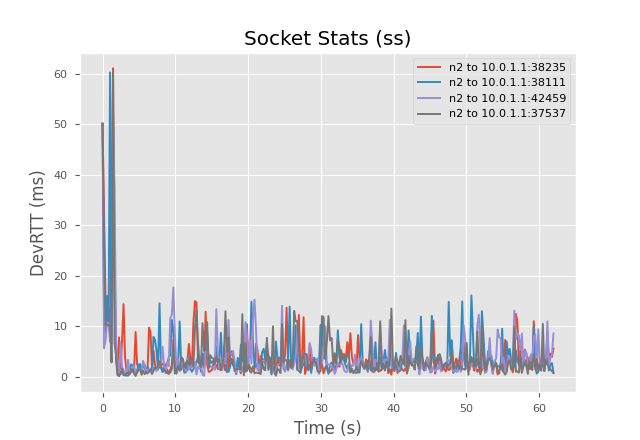 Socket Stats (ss)
n2 to 10.0.1.1:38235
n2 to 10.0.1.1:38111
n2 to 10.0.1.1:42459
n2 to 10.0.1.1:37537
DevRTT (ms)
60
50
40
30
20
10
0
0 10 20 30 40 50 60
Time (s)